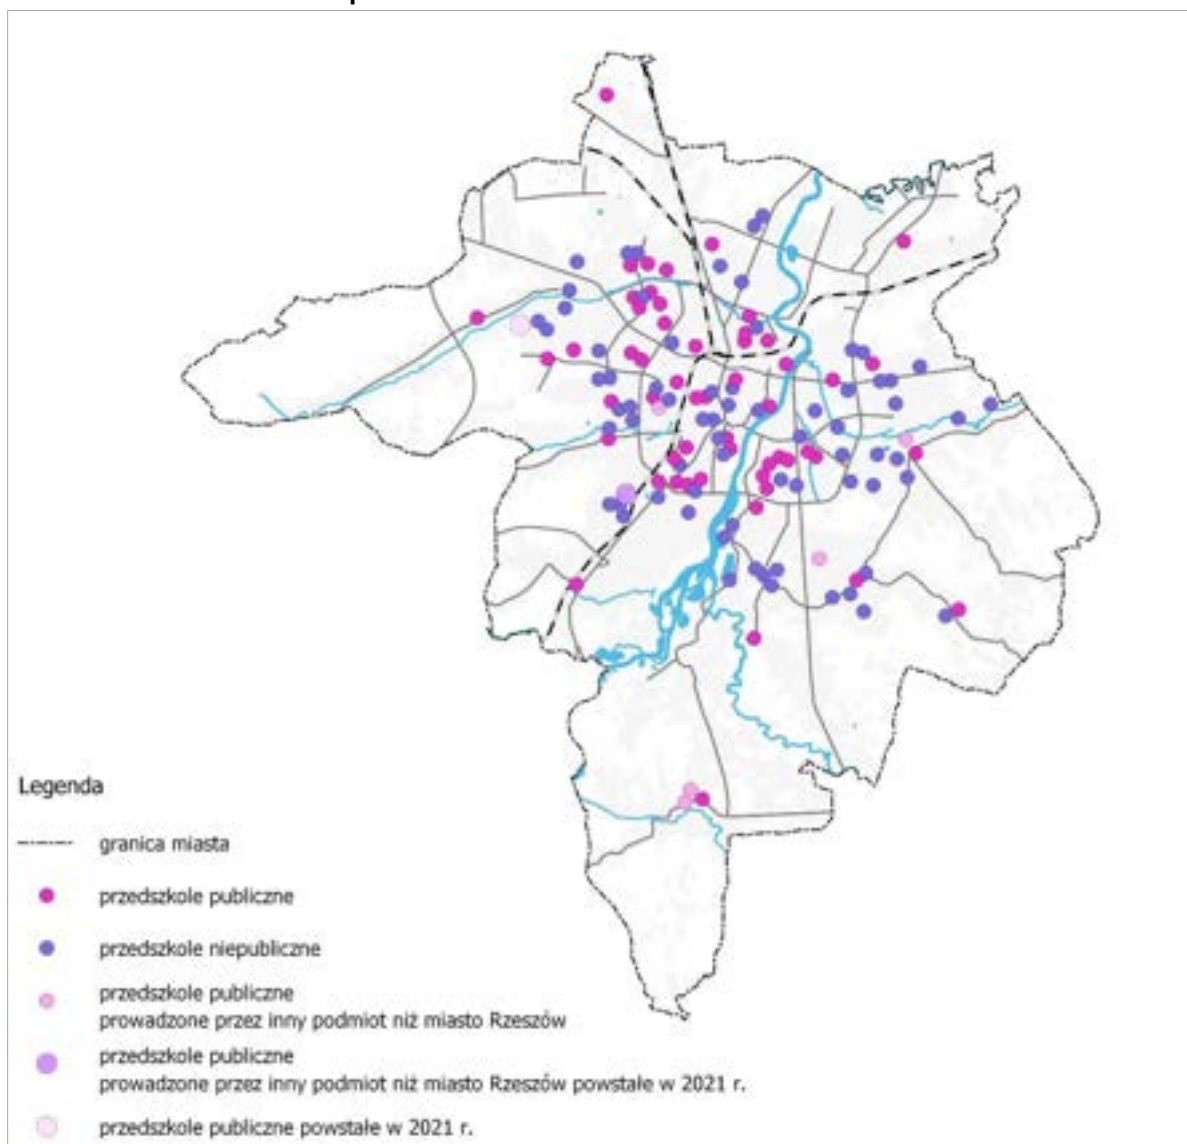 Legenda
granica miasta
przedszkole publiczne
przedszkole niepubliczne
przedszkole publiczne
prowadzone przez inny podmiot niż miasto Rzeszów
przedszkole publiczne
prowadzone przez inny podmiot niż miasto Rzeszów powstałe w 2021 r.
przedszkole publiczne powstałe w 2021 r.